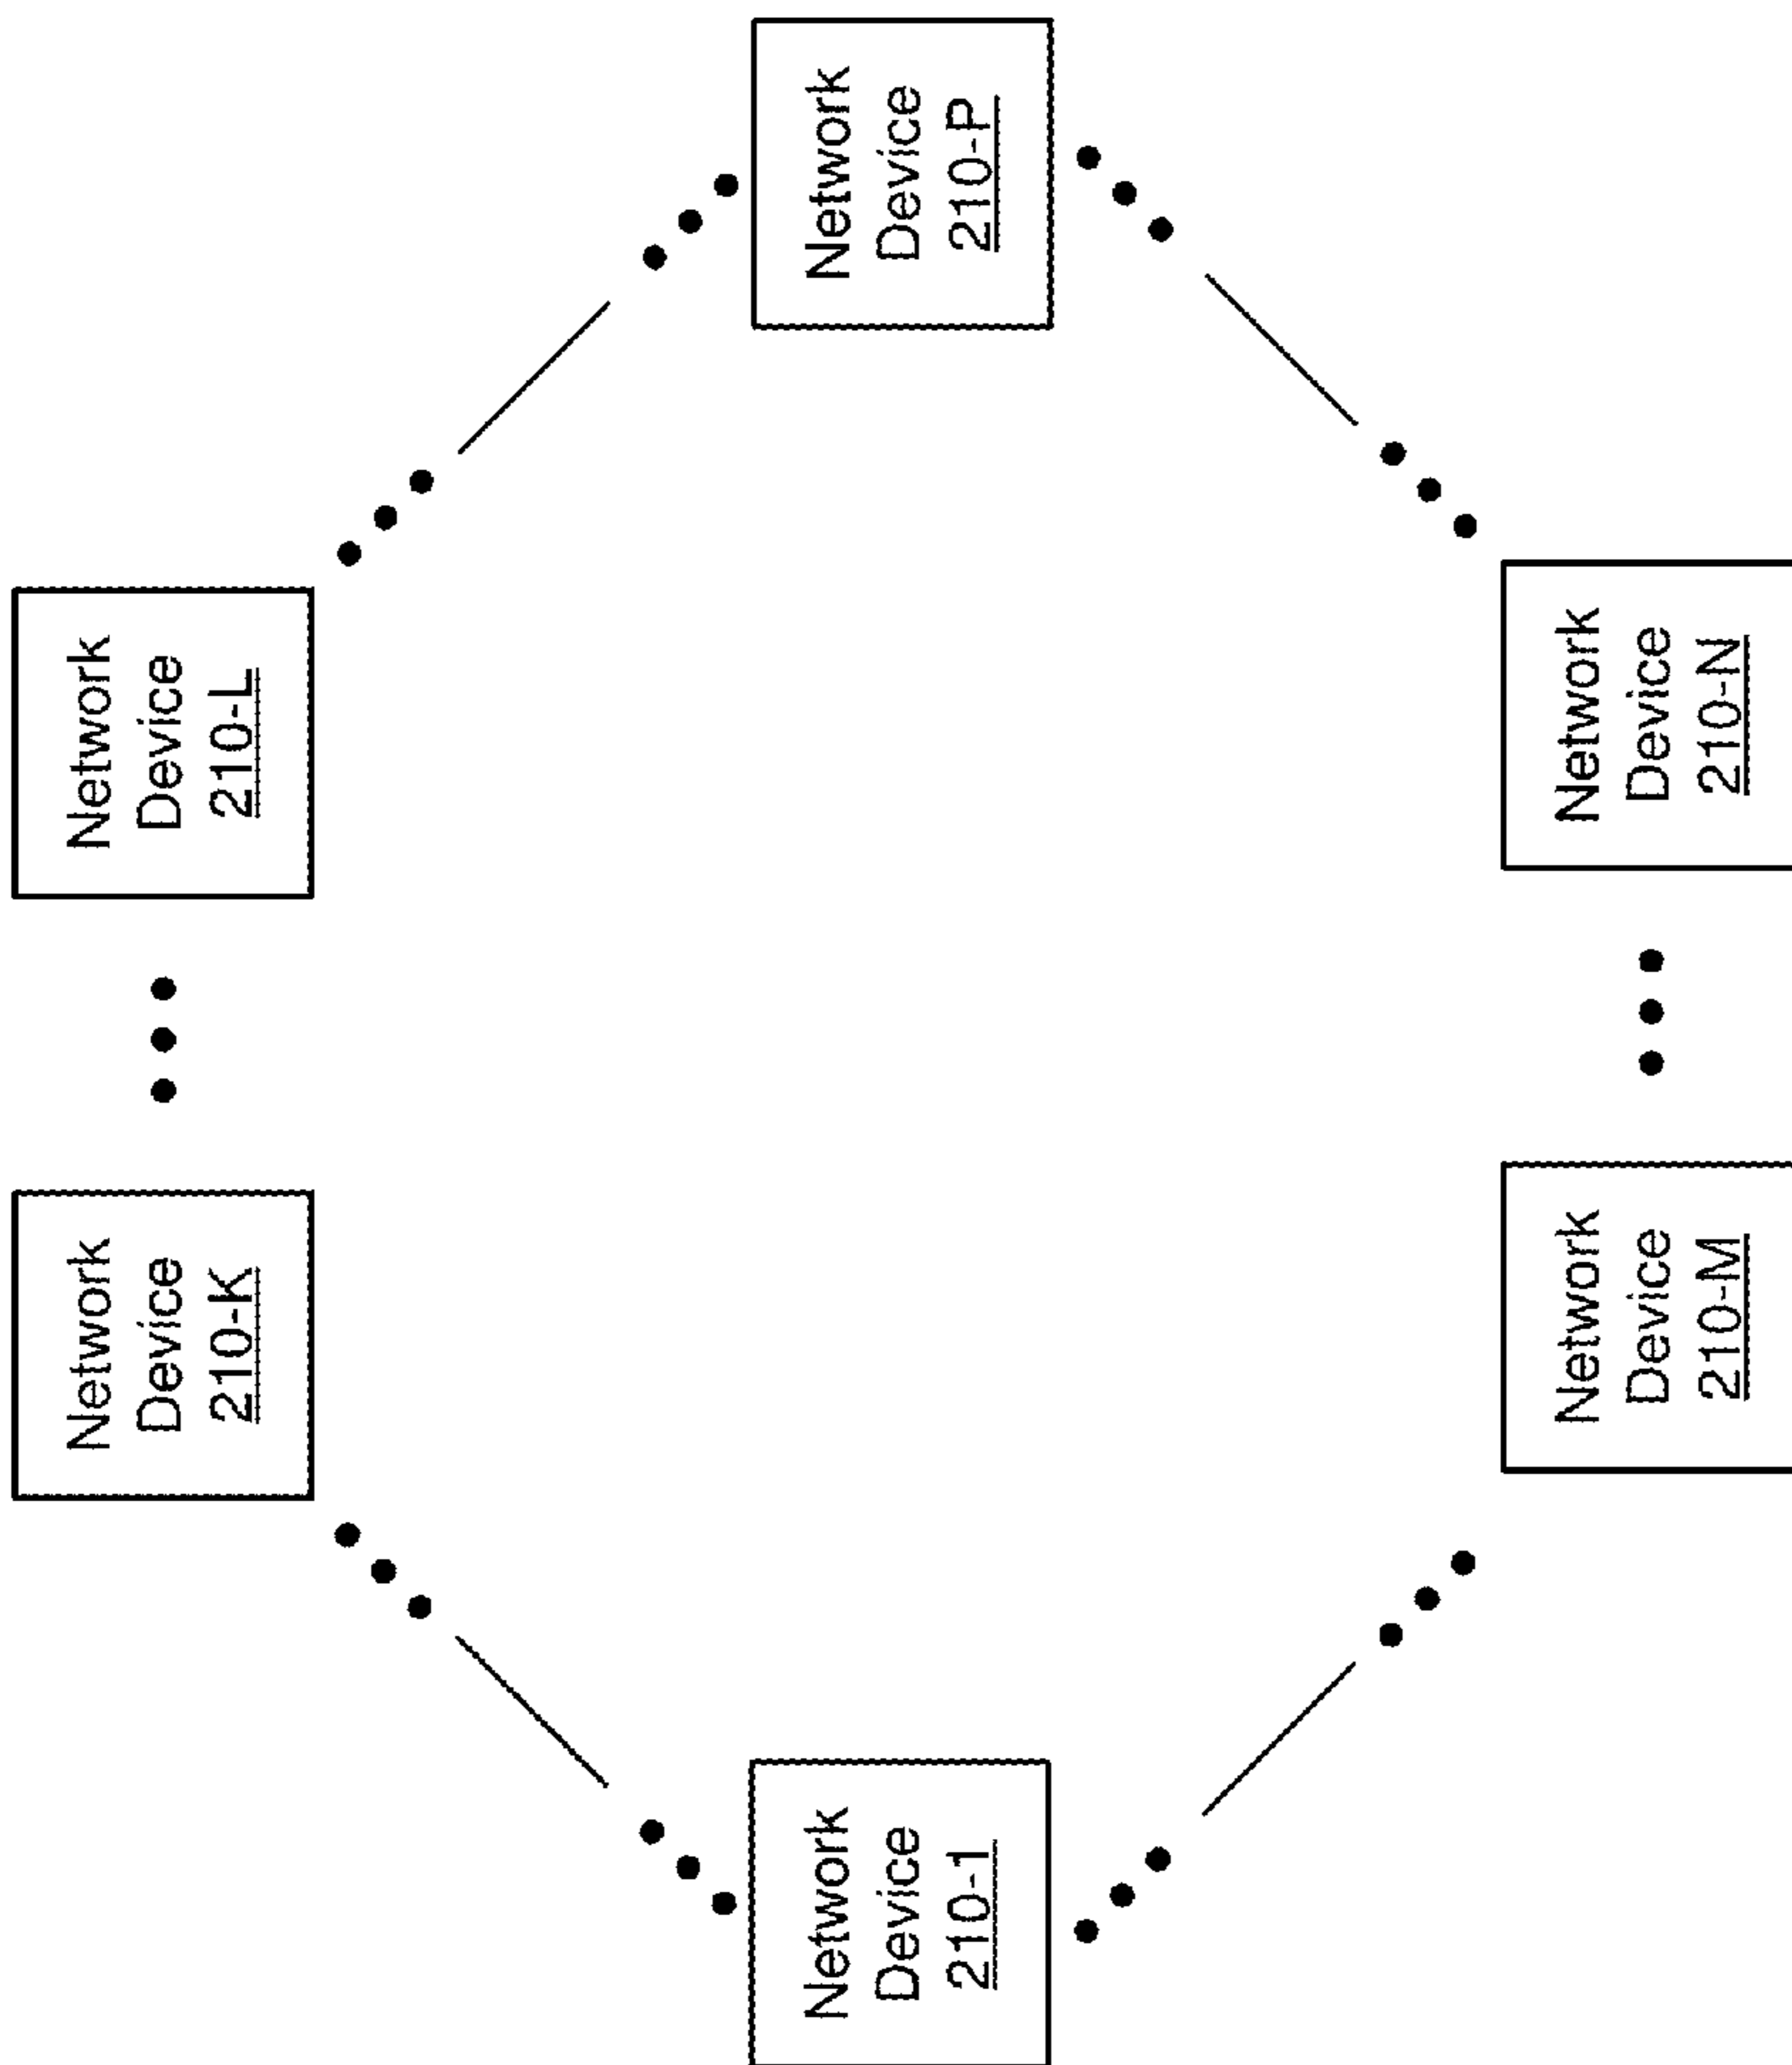 Network
Device
210-K
Network
Device
210-L
Network
Device
210-1
Network
Device
210-P
Network
Device
210-M
Network
Device
210-N